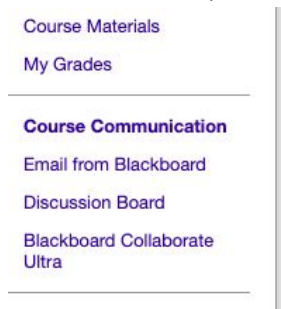 Course Materials
My Grades
Course Communication
Email from Blackboard
Discussion Board
Blackboard Collaborate
Ultra